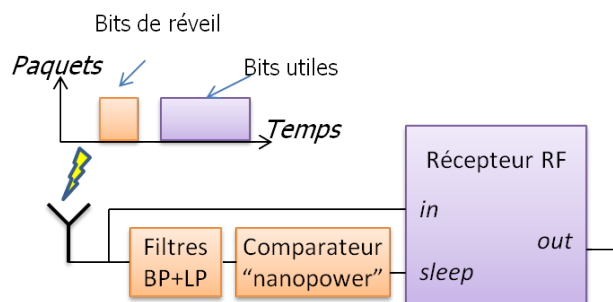 Bits de réveil
Paquets
Bits utiles
Temps
Récepteur RF
in
out
sleep
Filtres
BP+LP
Comparateur
“nanopower”